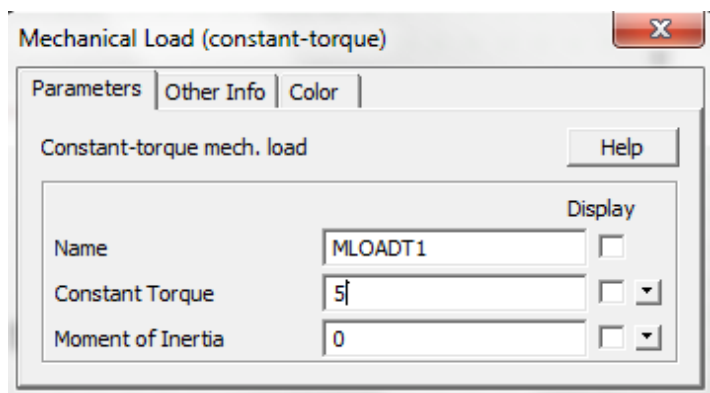 Mechanical Load (constant-torque)
Parameters Other Info Color
Constant-torque mech. load Help
Display
Name MLOADT1
Constant Torque 5
Moment of Inertia 0